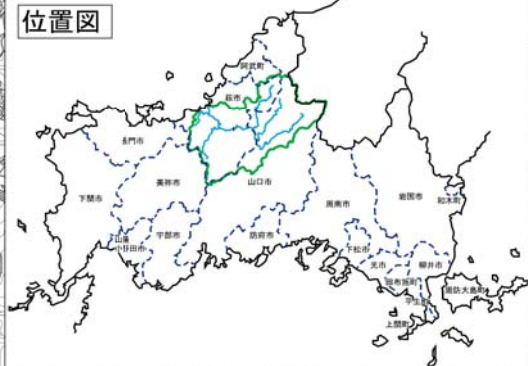 位置図
阿武町
萩市
長門市
美祢市
山口市
下関市
周南市
岩国市
和木町
山陽
小野田市
宇部市
防府市
下松市
光市
柳井市
田布施町
周防大島町
平生町
上関町